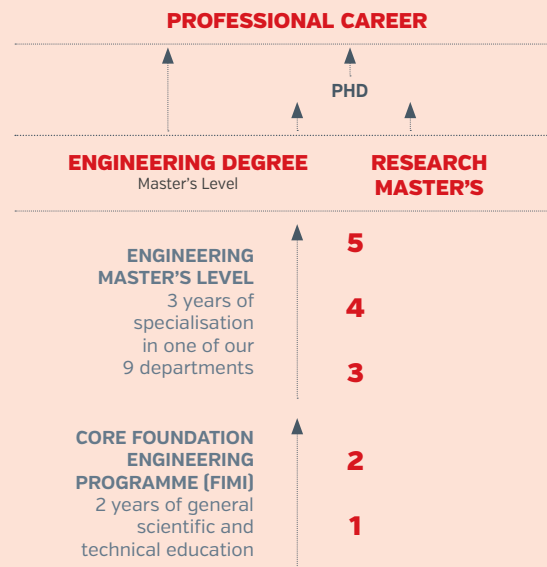 PROFESSIONAL CAREER
PHD
ENGINEERING DEGREE
Master's Level
RESEARCH
MASTER'S
ENGINEERING
MASTER'S LEVEL
3 years of
specialisation
in one of our
9 departments
5
4
3
CORE FOUNDATION
ENGINEERING
PROGRAMME (FIMI)
2 years of general
scientific and
technical education
2
1